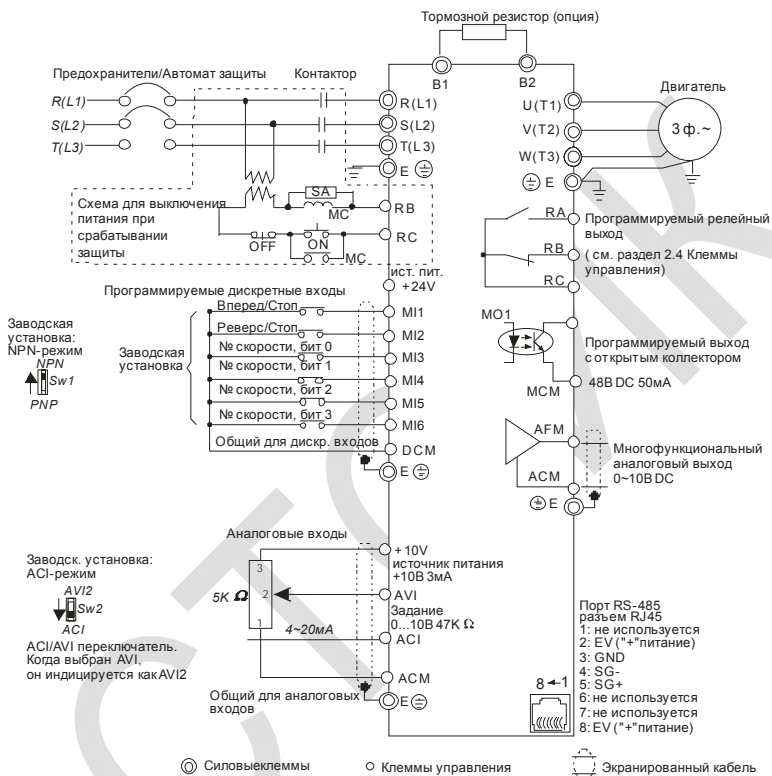 Тормозной резистор (опция)
B1
B2
Предохранители/Автомат защиты
Контактор
Двигатель
R(L1)
R(L1)
S(L2)
S(L2)
T(L3)
T(L3)
E
U(T1)
V(T2)
W(T3)
E
3 ф.~
Схема для выключения
питания при
срабатывании
защиты
SA
MC
RB
OFF
ON
MC
RC
RA
Программируемый релейный
выход
RB
( см. раздел 2.4 Клеммы
управления)
RC
ист. пит.
+24V
Программируемые дискретные входы
Заводская
установка:
NPN-режим
NPN
Sw1
PNP
Заводская
установка
Вперед/Стоп
MI1
Реверс/Стоп
MI2
№ скорости, бит 0
MI3
№ скорости, бит 1
MI4
№ скорости, бит 2
MI5
№ скорости, бит 3
MI6
Общий для дискр. входов
DCM
E
MO1
Программируемый выход
с открытым коллектором
MCM
48В DC 50мА
AFM
Многофункциональный
аналоговый выход
0~10В DC
ACM
E
Аналоговые входы
+10V
источник питания
+10В 3мА
3
5K Ω
2
AVI
Задание
0...10В 47K Ω
1
4~20мА
ACI
ACM
Общий для аналоговых
входов
E
Заводск. установка:
ACI-режим
AVI2
Sw2
ACI
ACI/AVI переключатель.
Когда выбран AVI,
он индицируется как AVI2
Порт RS-485
разъем RJ45
1: не используется
2: EV ("+"питание)
3: GND
4: SG-
5: SG+
6: не используется
7: не используется
8: EV ("+"питание)
8
1
Силовые клеммы
Клеммы управления
Экранированный кабель
СТОИК